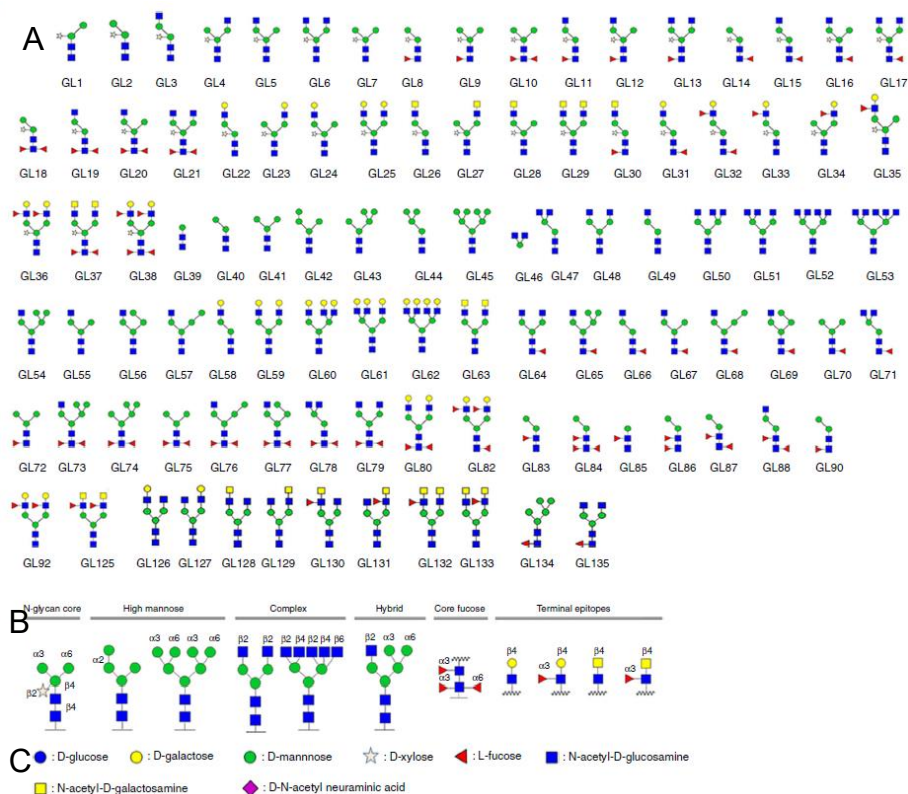 A
GL1 GL2 GL3 GL4 GL5 GL6 GL7 GL8 GL9 GL10 GL11 GL12 GL13 GL14 GL15 GL16 GL17
GL18 GL19 GL20 GL21 GL22 GL23 GL24 GL25 GL26 GL27 GL28 GL29 GL30 GL31 GL32 GL33 GL34 GL35
GL36 GL37 GL38 GL39 GL40 GL41 GL42 GL43 GL44 GL45 GL46 GL47 GL48 GL49 GL50 GL51 GL52 GL53
GL54 GL55 GL56 GL57 GL58 GL59 GL60 GL61 GL62 GL63 GL64 GL65 GL66 GL67 GL68 GL69 GL70 GL71
GL72 GL73 GL74 GL75 GL76 GL77 GL78 GL79 GL80 GL82 GL83 GL84 GL85 GL86 GL87 GL88 GL90
GL92 GL125 GL126 GL127 GL128 GL129 GL130 GL131 GL132 GL133 GL134 GL135
B
N-glycan core High mannose Complex Hybrid Core fucose Terminal epitopes
α3 α6 β2 β4 β4
α2 α3 α6 α3 α6
β2 β2 β2 β4 β2 β4 β6
β2 α3 α6
α3 α3 α6
β4 α3 β4 β4 α3 β4
C
: D-glucose : D-galactose : D-mannnose : D-xylose : L-fucose : N-acetyl-D-glucosamine
: N-acetyl-D-galactosamine : D-N-acetyl neuraminic acid